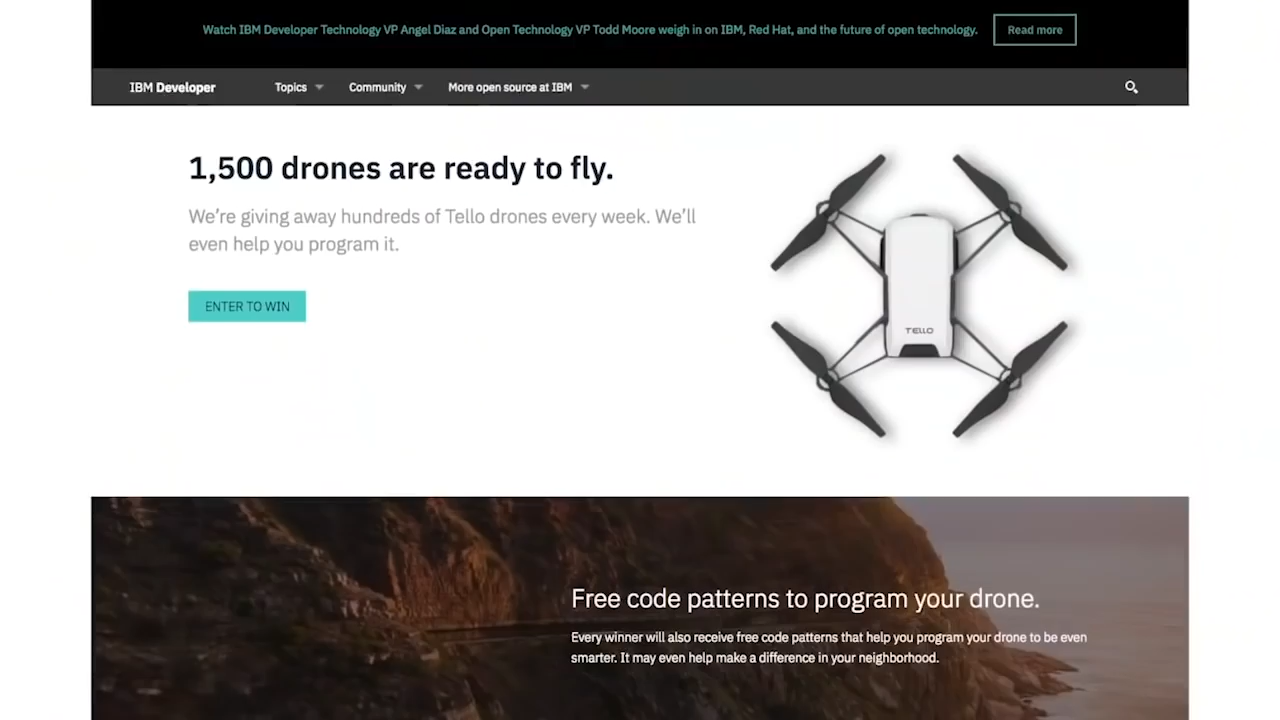 Watch IBM Developer Technology VP Angel Diaz and Open Technology VP Todd Moore weigh in on IBM, Red Hat, and the future of open technology.
Read more
IBM Developer
Topics
Community
More open source at IBM
1,500 drones are ready to fly.
We're giving away hundreds of Tello drones every week. We'll
even help you program it.
ENTER TO WIN
TELLO
Free code patterns to program your drone.
Every winner will also receive free code patterns that help you program your drone to be even
smarter. It may even help make a difference in your neighborhood.